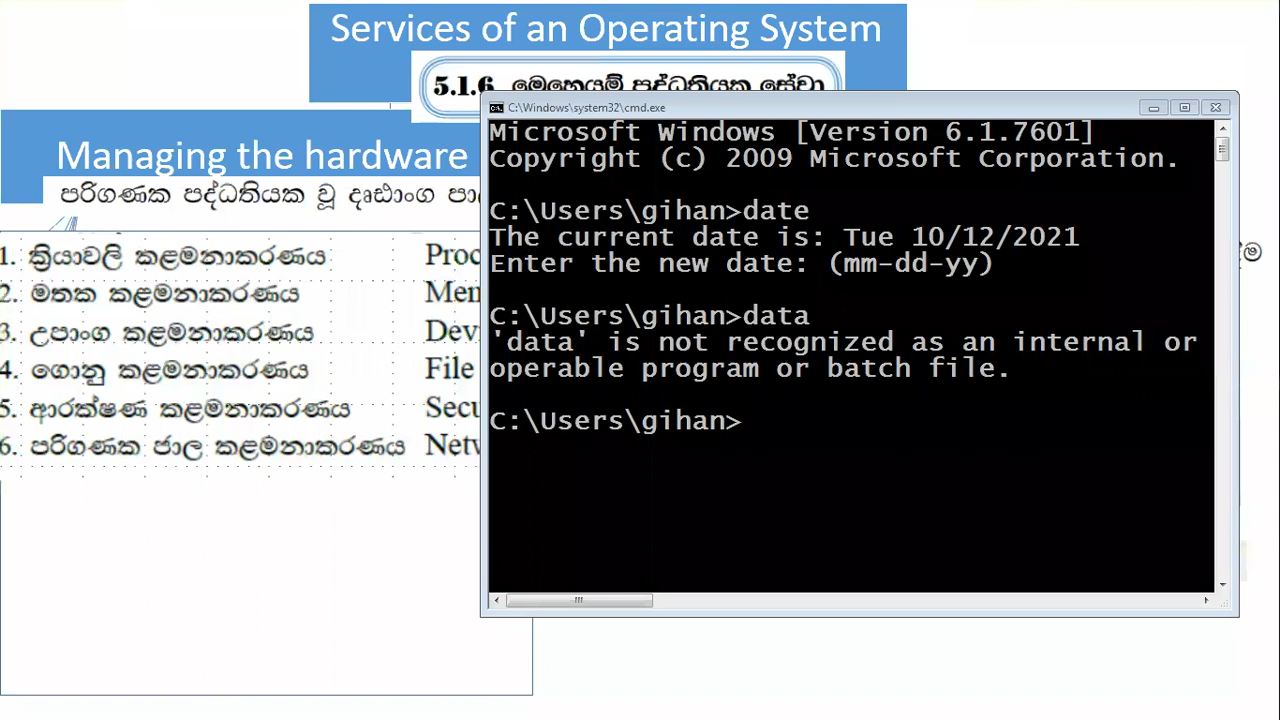 Services of an Operating System
5.1.6 මෙහෙයුම් පද්ධතියක සේවා
Managing the hardware
පරිගණක පද්ධතියක වූ දෘඪාංග
1. ක්‍රියාවලි කළමනාකරණය
2. මතක කළමනාකරණය
3. උපාංග කළමනාකරණය
4. ගොනු කළමනාකරණය File
5. ආරක්ෂණ කළමනාකරණය
6. පරිගණක ජාල කළමනාකරණය
C:\Windows\system32\cmd.exe
Microsoft Windows [Version 6.1.7601]
Copyright (c) 2009 Microsoft Corporation.
C:\Users\gihan>date
The current date is: Tue 10/12/2021
Enter the new date: (mm-dd-yy)
C:\Users\gihan>data
'data' is not recognized as an internal or
operable program or batch file.
C:\Users\gihan>